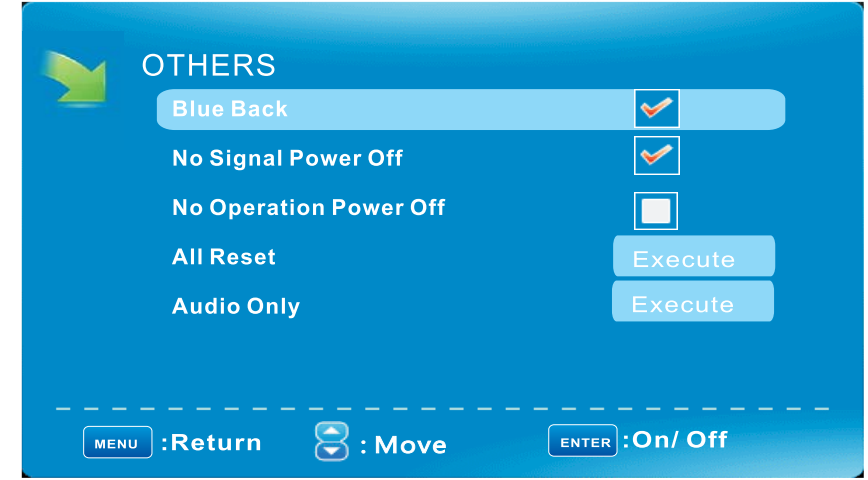 OTHERS
Blue Back
No Signal Power Off
No Operation Power Off
All Reset Execute
Audio Only Execute
MENU :Return : Move ENTER :On/ Off